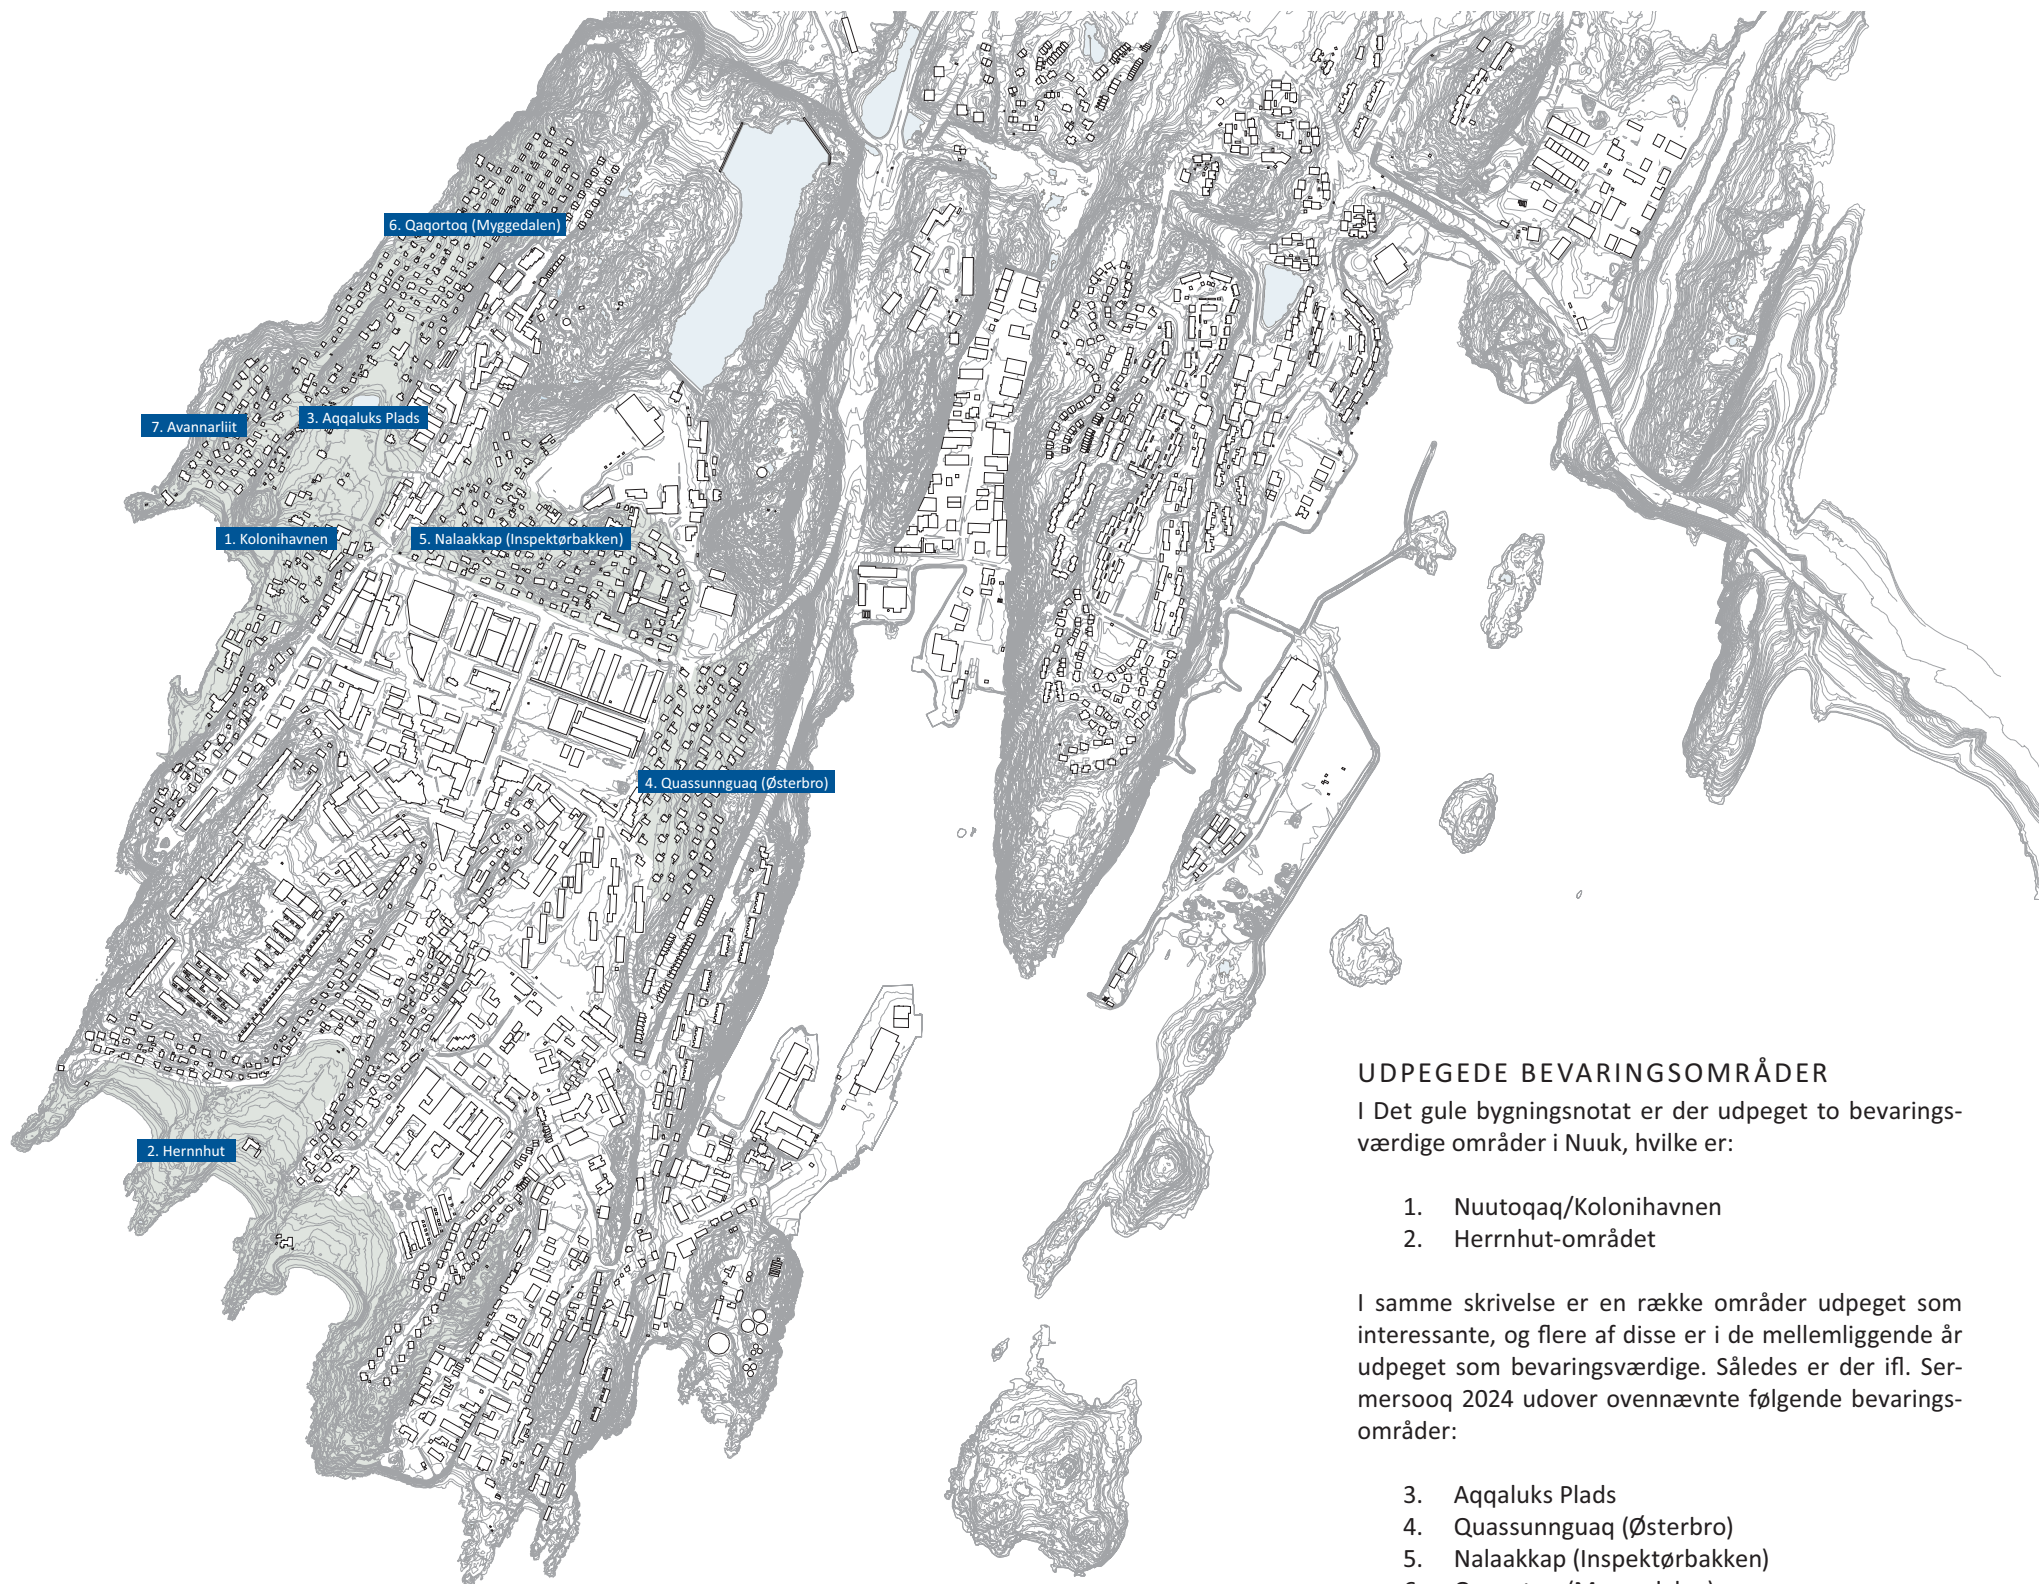 6. Qaqortoq (Myggedalen)
3. Aqqaluks Plads
7. Avannarliit
1. Kolonihavnen
5. Nalaakkap (Inspektørbakken)
4. Quassunnguaq (Østerbro)
2. Hernnhut
UDPEGEDE BEVARINGSOMRÅDER
I Det gule bygningsnotat er der udpeget to bevarings-
værdige områder i Nuuk, hvilke er:
1. Nuutoqaq/Kolonihavnen
2. Herrnhut-området
I samme skrivelse er en række områder udpeget som
interessante, og flere af disse er i de mellemliggende år
udpeget som bevaringsværdige. Således er der ifl. Ser-
mersooq 2024 udover ovennævnte følgende bevarings-
områder:
3. Aqqaluks Plads
4. Quassunnguaq (Østerbro)
5. Nalaakkap (Inspektørbakken)